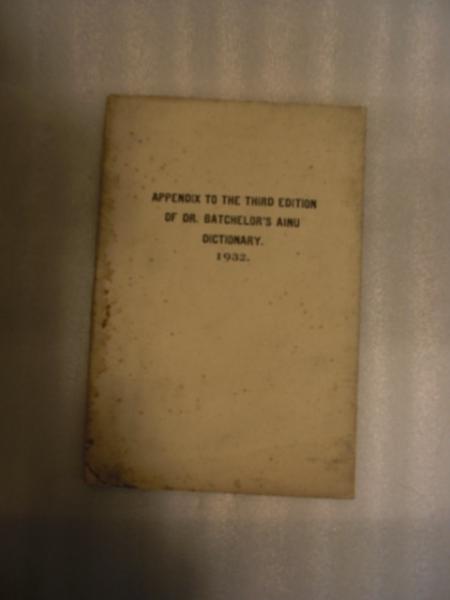 APPENDIX TO THE THIRD EDITION
OF DR. BATCHELOR'S AINU
DICTIONARY.
1932.